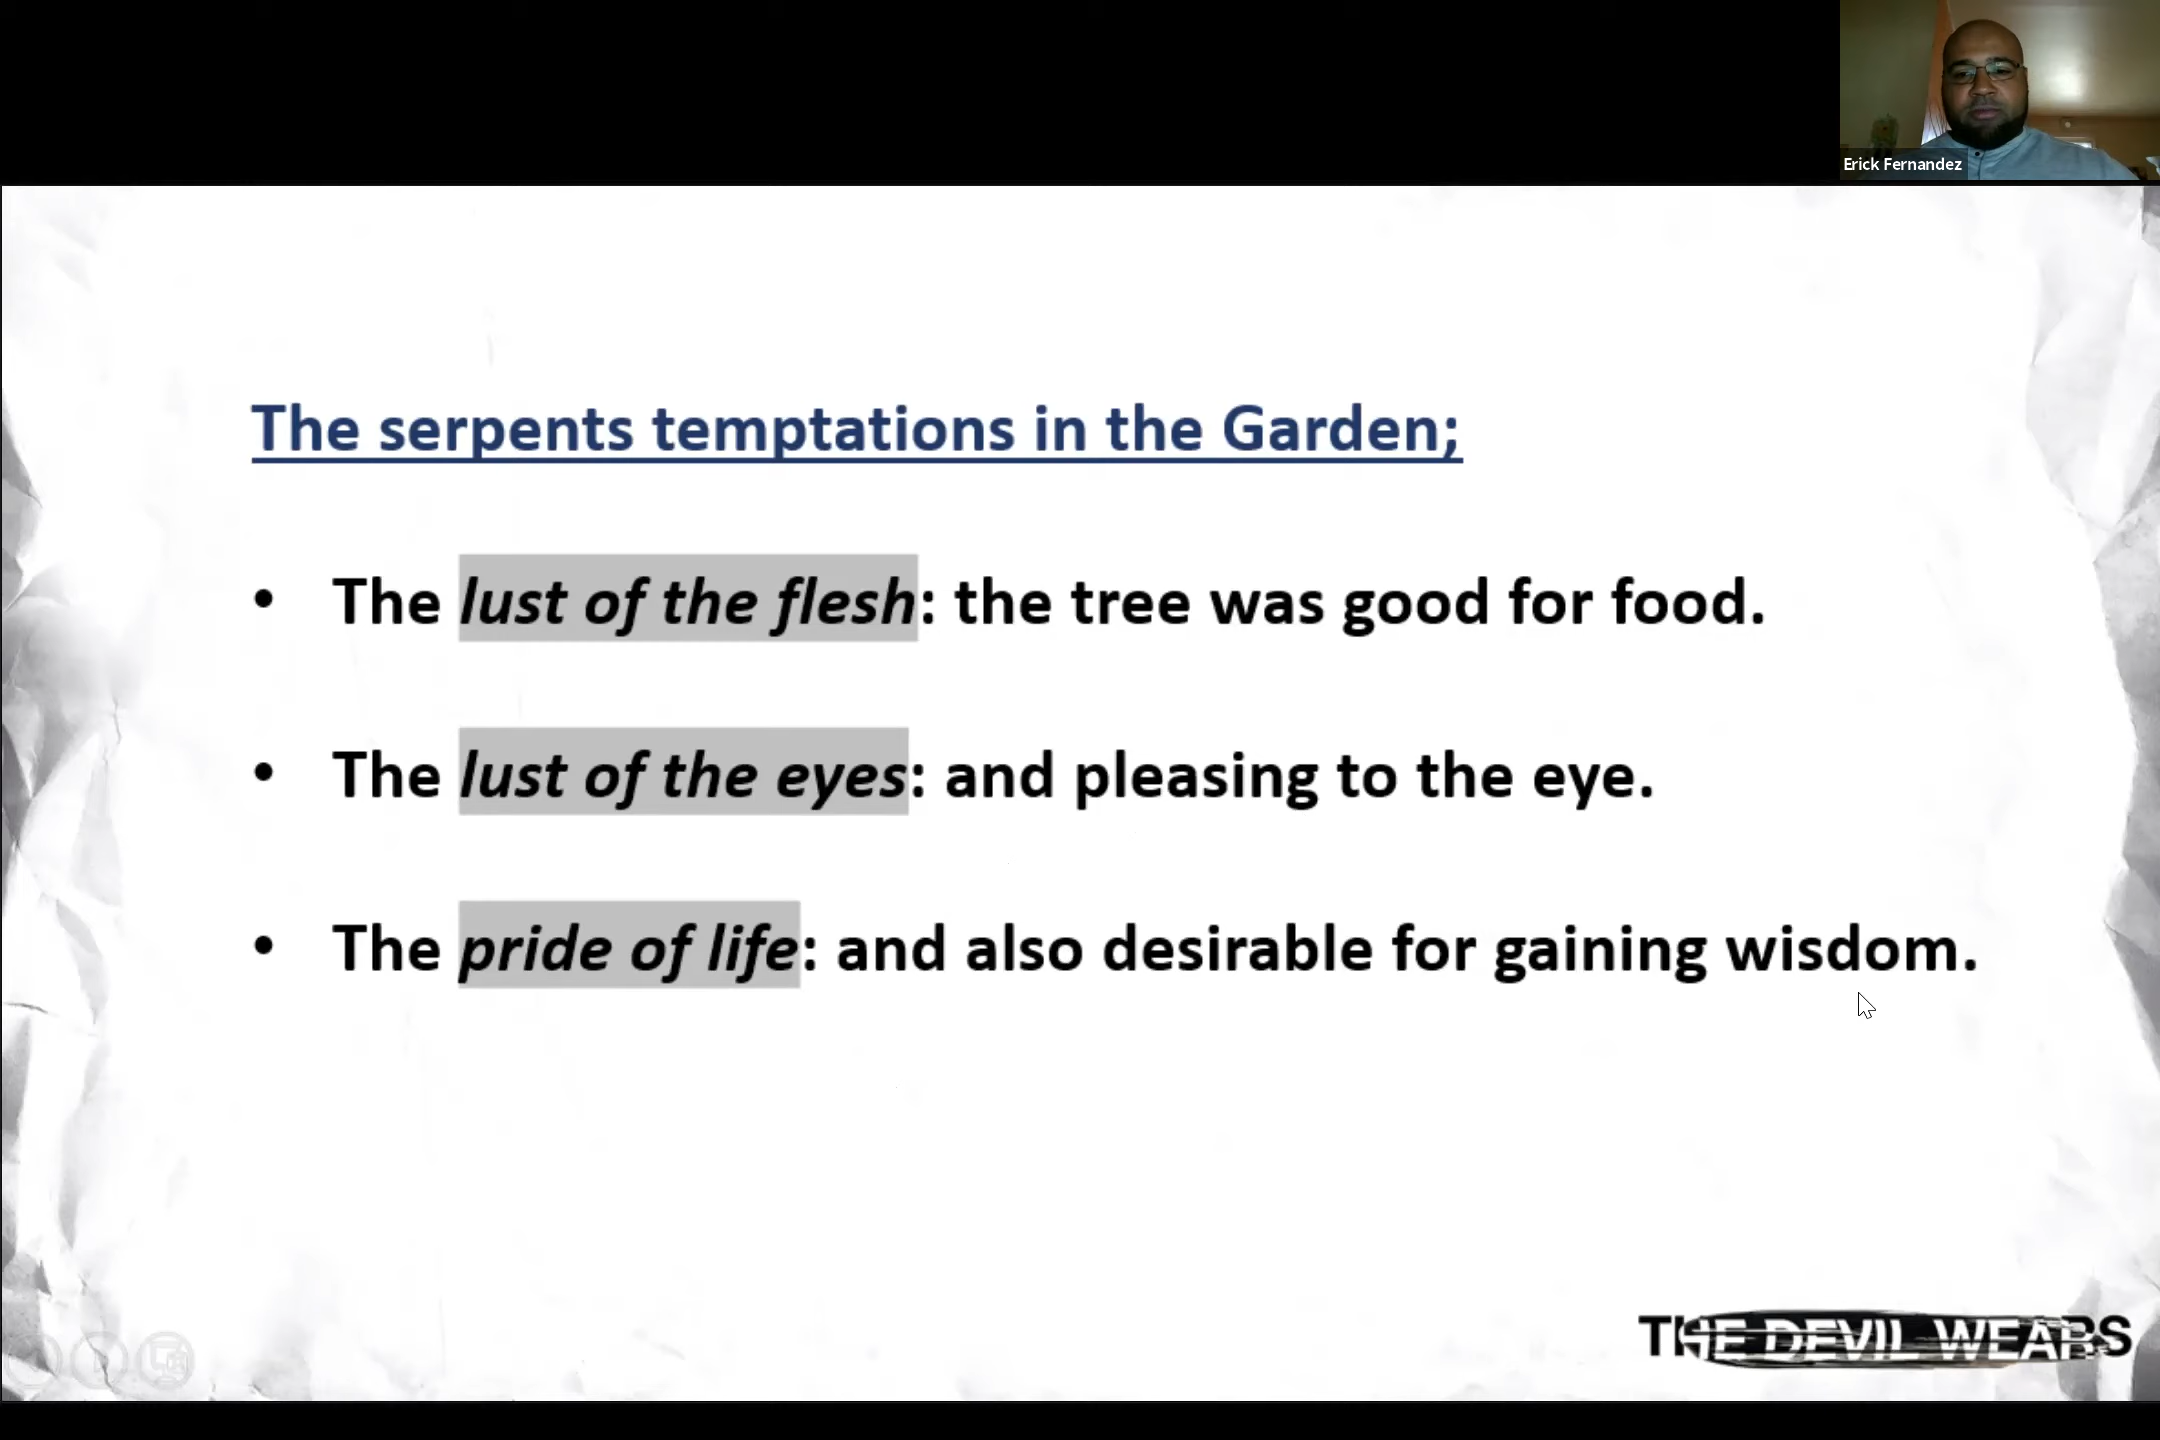 Erick Fernandez
The serpents temptations in the Garden;
• The lust of the flesh: the tree was good for food.
• The lust of the eyes: and pleasing to the eye.
• The pride of life: and also desirable for gaining wisdom.
THE DEVIL WEARS